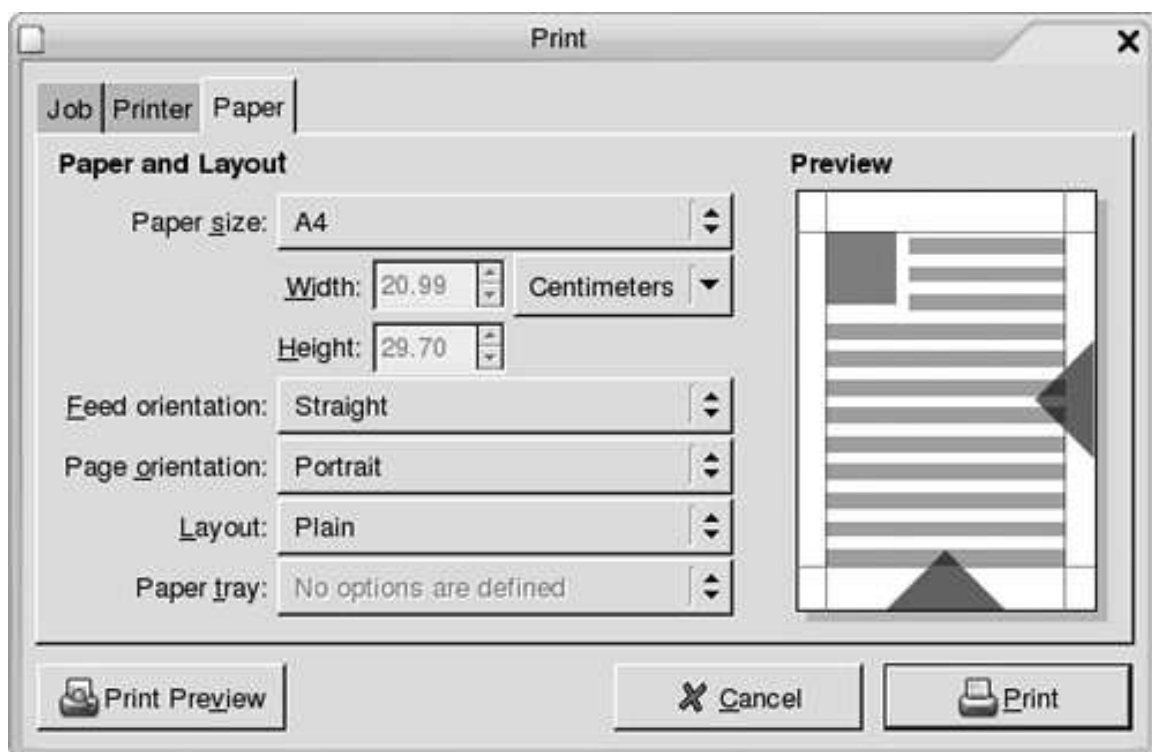 Print
Job Printer Paper
Paper and Layout
Preview
Paper size: A4
Width: 20.99 Centimeters
Height: 29.70
Feed orientation: Straight
Page orientation: Portrait
Layout: Plain
Paper tray: No options are defined
Print Preview Cancel Print